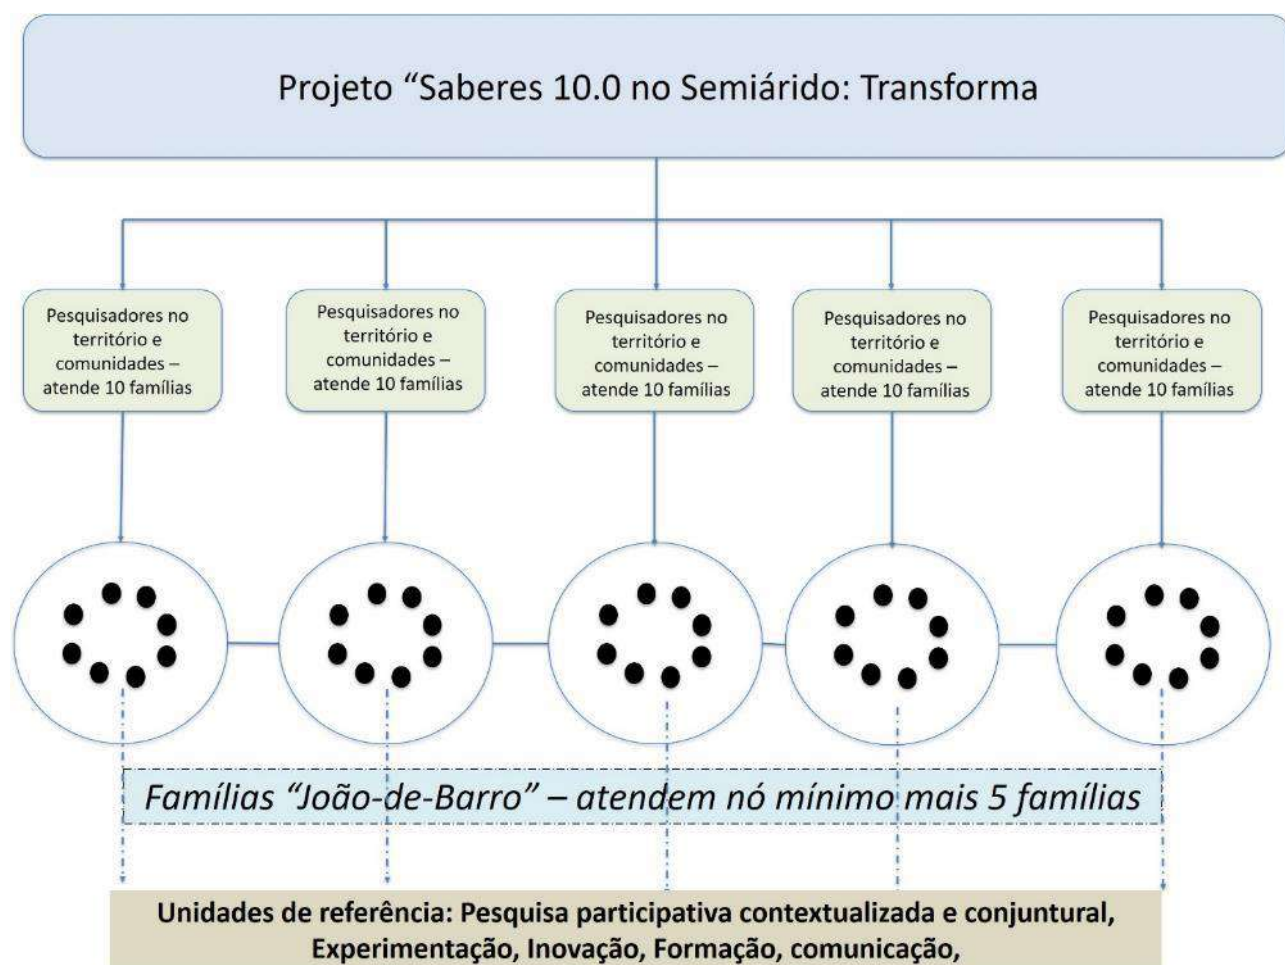 Projeto “Saberes 10.0 no Semiárido: Transforma
Pesquisadores no
território e
comunidades –
atende 10 famílias
Pesquisadores no
território e
comunidades –
atende 10 famílias
Pesquisadores no
território e
comunidades –
atende 10 famílias
Pesquisadores no
território e
comunidades –
atende 10 famílias
Pesquisadores no
território e
comunidades –
atende 10 famílias
Famílias “João-de-Barro” – atendem nó mínimo mais 5 famílias
Unidades de referência: Pesquisa participativa contextualizada e conjuntural,
Experimentação, Inovação, Formação, comunicação,